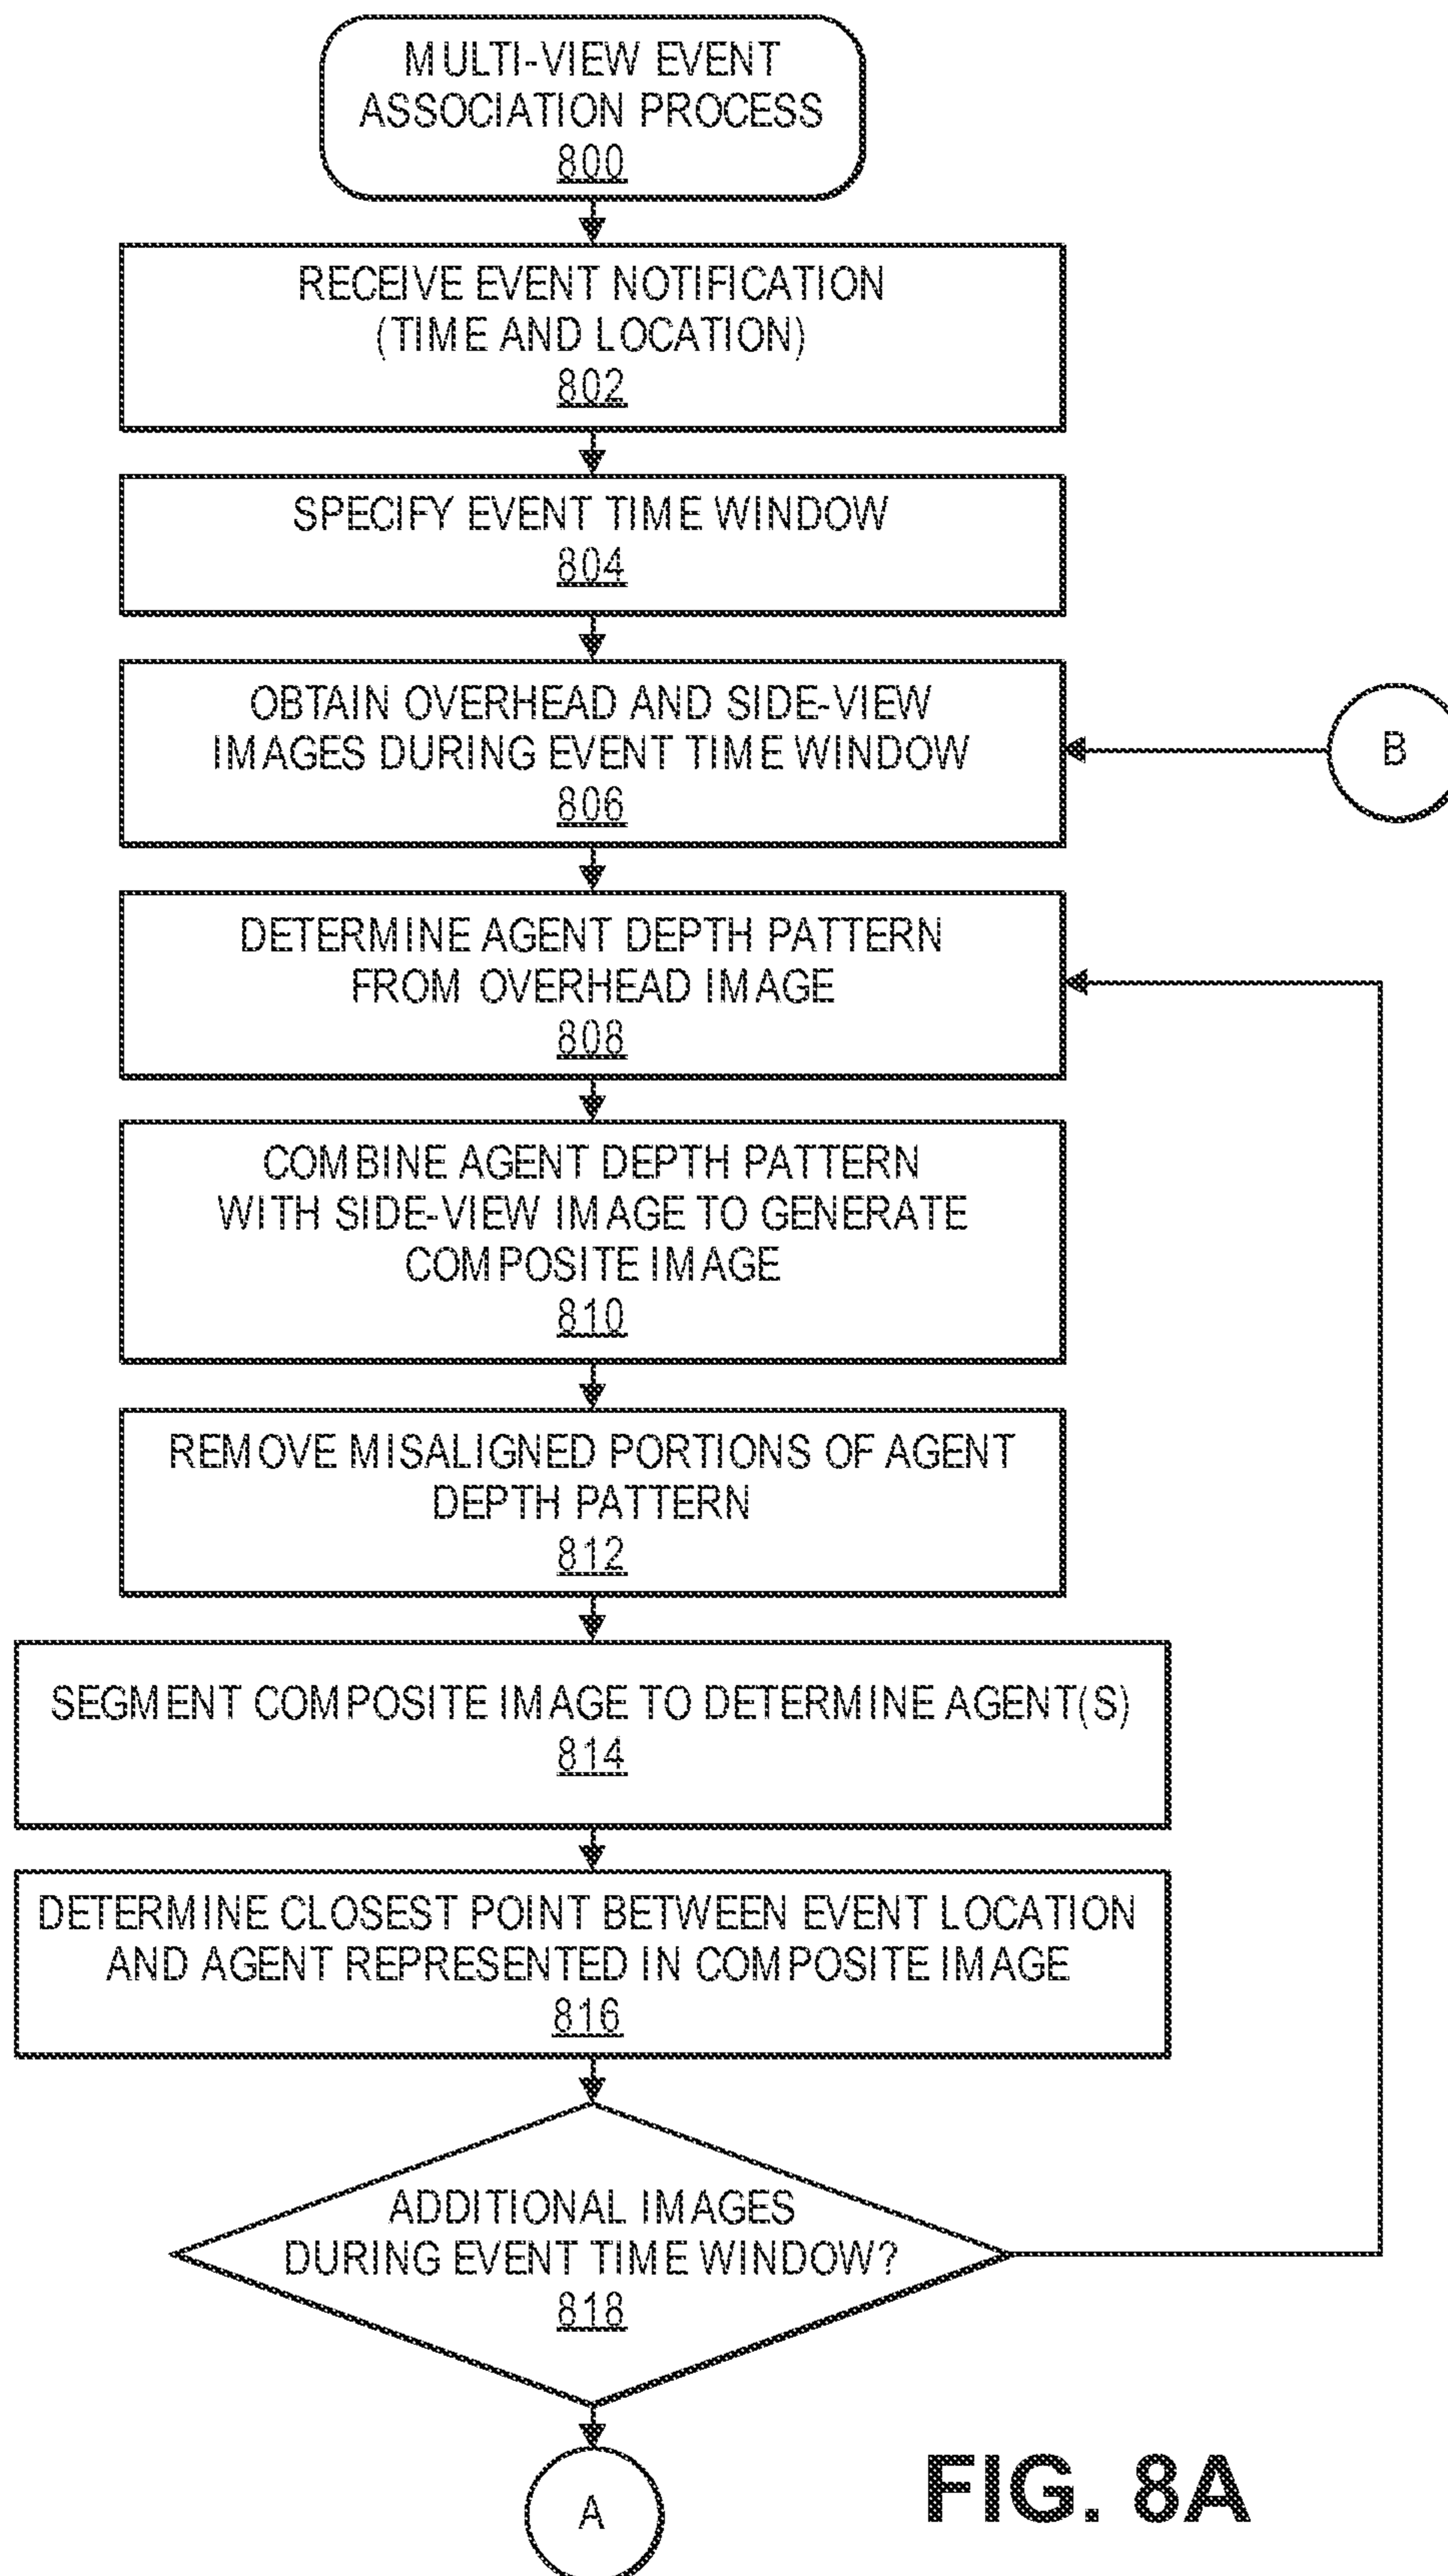 MULTI-VIEW EVENT
ASSOCIATION PROCESS
800
RECEIVE EVENT NOTIFICATION
(TIME AND LOCATION)
802
SPECIFY EVENT TIME WINDOW
804
OBTAIN OVERHEAD AND SIDE-VIEW
IMAGES DURING EVENT TIME WINDOW
806
B
DETERMINE AGENT DEPTH PATTERN
FROM OVERHEAD IMAGE
808
COMBINE AGENT DEPTH PATTERN
WITH SIDE-VIEW IMAGE TO GENERATE
COMPOSITE IMAGE
810
REMOVE MISALIGNED PORTIONS OF AGENT
DEPTH PATTERN
812
SEGMENT COMPOSITE IMAGE TO DETERMINE AGENT(S)
814
DETERMINE CLOSEST POINT BETWEEN EVENT LOCATION
AND AGENT REPRESENTED IN COMPOSITE IMAGE
816
ADDITIONAL IMAGES
DURING EVENT TIME WINDOW?
818
A
FIG. 8A